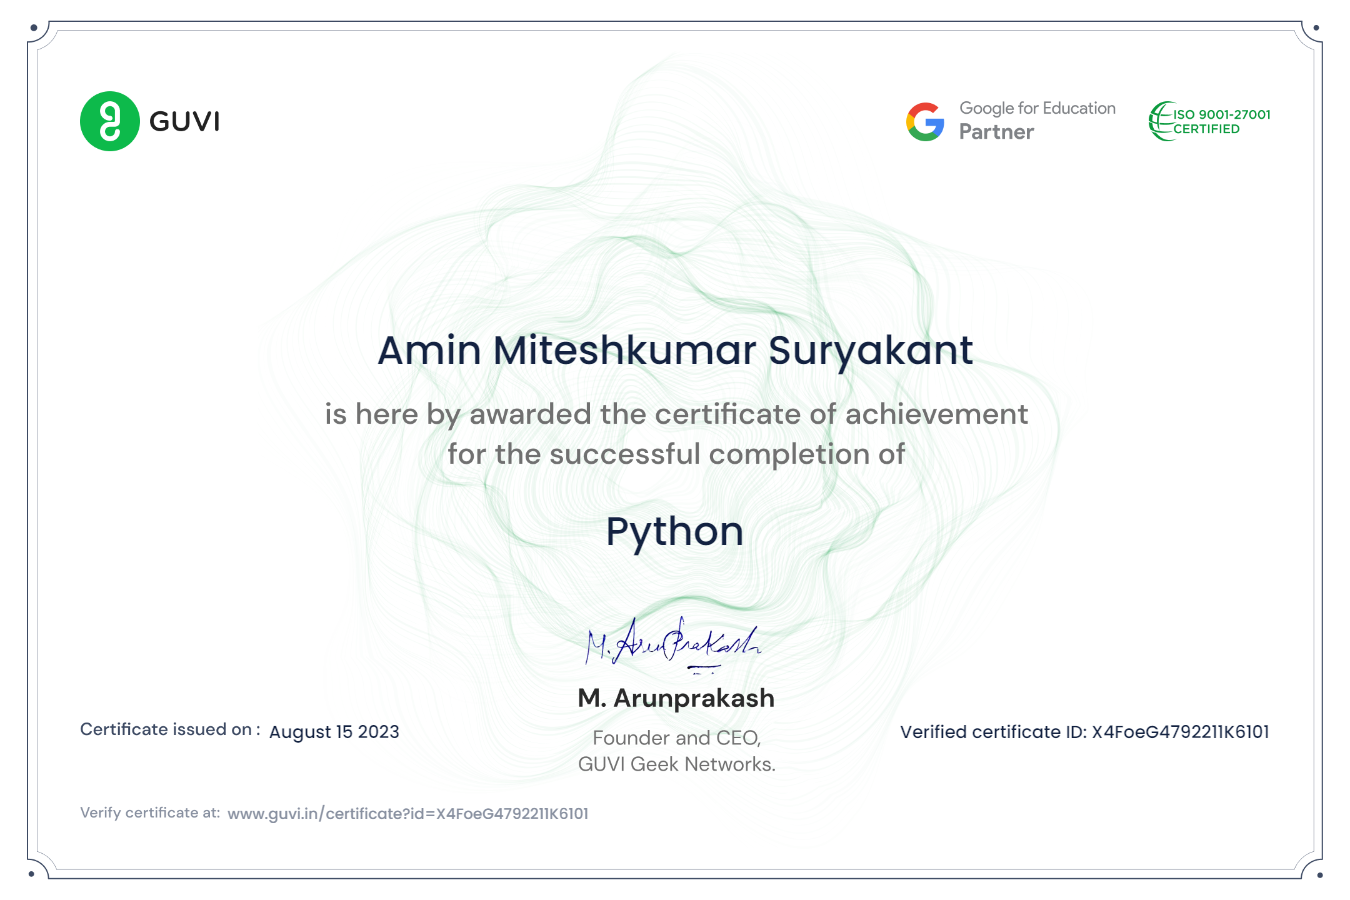 GUVI
Google for Education
Partner
ISO 9001-27001
CERTIFIED
Amin Miteshkumar Suryakant
is here by awarded the certificate of achievement
for the successful completion of
Python
M. ArunPrakash
M. Arunprakash
Founder and CEO,
GUVI Geek Networks.
Certificate issued on : August 15 2023
Verified certificate ID: X4FoeG4792211K6101
Verify certificate at: www.guvi.in/certificate?id=X4FoeG4792211K6101